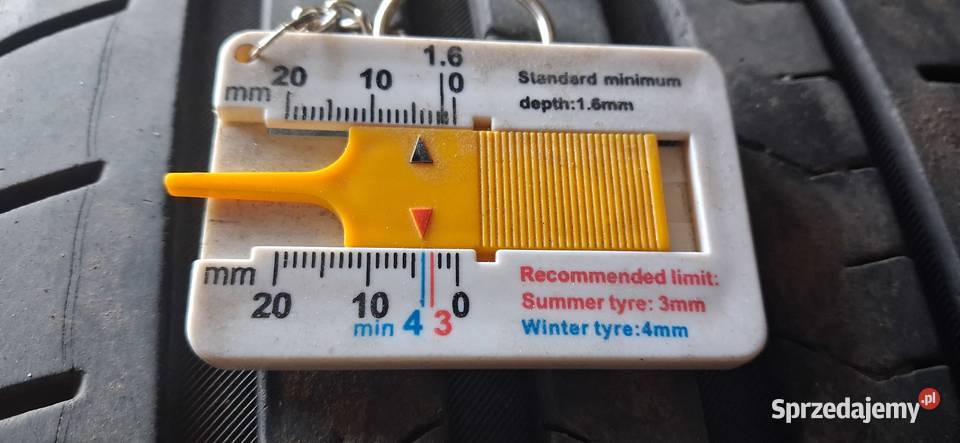 1.6
20 10 0
mm
Standard minimum
depth:1.6mm
mm
20 10 0
min 4 3
Recommended limit:
Summer tyre: 3mm
Winter tyre:4mm
Sprzedajemy.pl